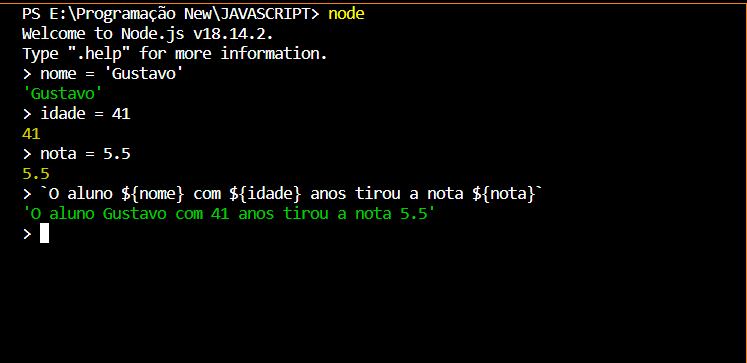 PS E:\Programação New\JAVASCRIPT> node
Welcome to Node.js v18.14.2.
Type ".help" for more information.
> nome = 'Gustavo'
'Gustavo'
> idade = 41
41
> nota = 5.5
5.5
> `O aluno ${nome} com ${idade} anos tirou a nota ${nota}`
'O aluno Gustavo com 41 anos tirou a nota 5.5'
>